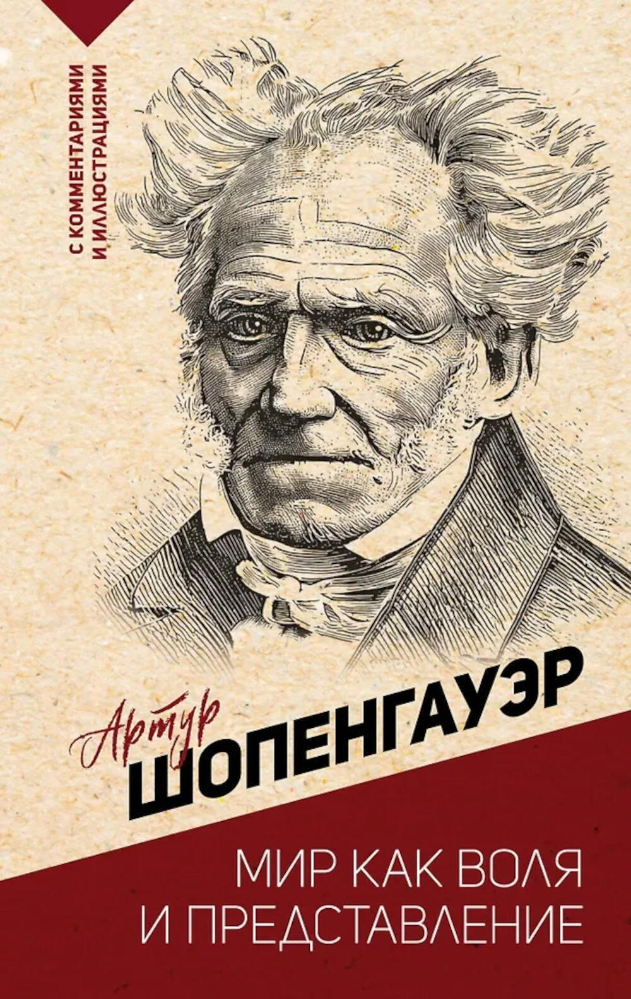 С КОММЕНТАРИЯМИ
И ИЛЛЮСТРАЦИЯМИ
Артур
ШОПЕНГАУЭР
МИР КАК ВОЛЯ
И ПРЕДСТАВЛЕНИЕ